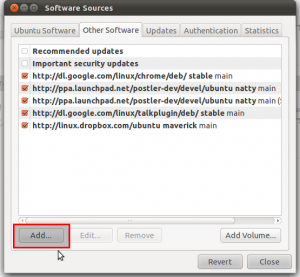 Software Sources
Ubuntu Software
Other Software
Updates
Authentication
Statistics
Recommended updates
Important security updates
http://dl.google.com/linux/chrome/deb/ stable main
http://ppa.launchpad.net/postler-dev/devel/ubuntu natty main
http://ppa.launchpad.net/postler-dev/devel/ubuntu natty main (
http://dl.google.com/linux/talkplugin/deb/ stable main
http://linux.dropbox.com/ubuntu maverick main
Add...
Edit...
Remove
Add Volume...
Revert
Close